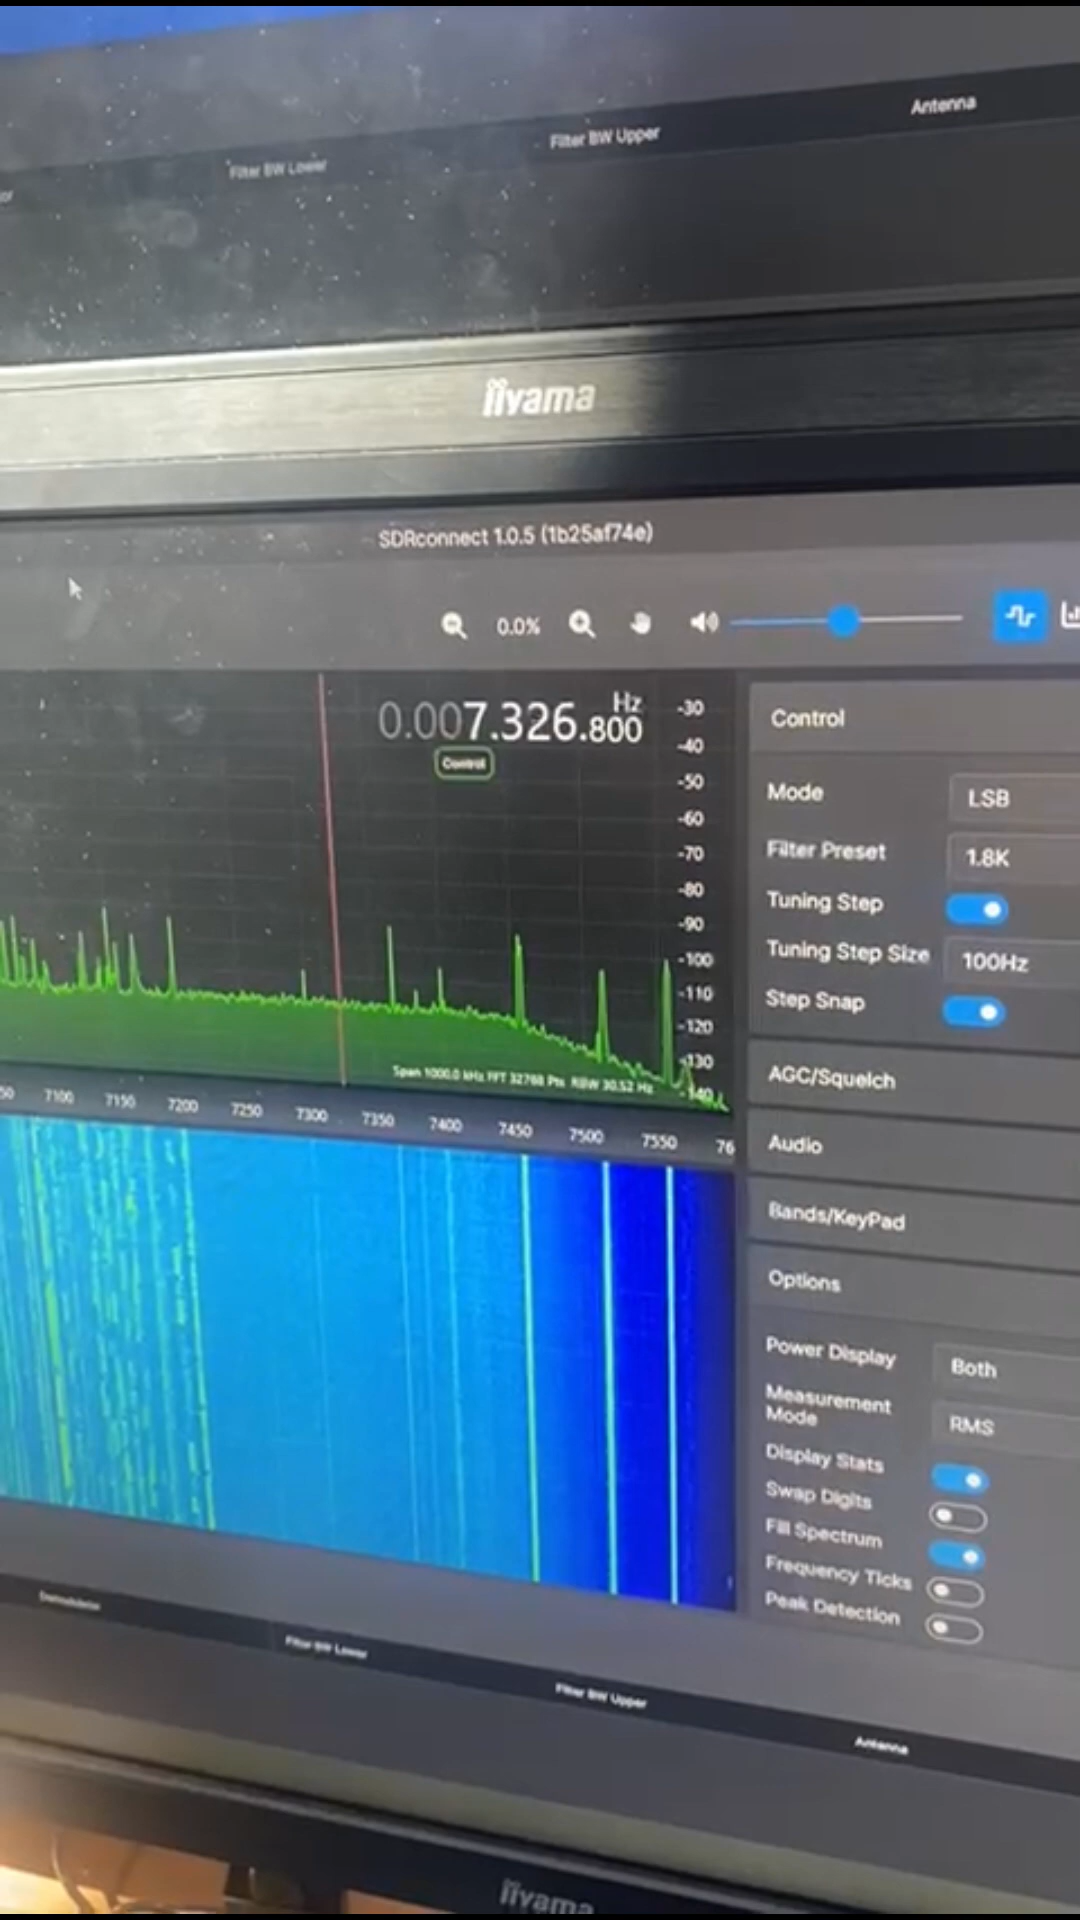 Antenna
Filter BW Upper
Filter BW Lower
iiyama
SDRconnect 1.0.5 (1b25af74e)
0.0%
0.007.326.800 Hz
Control
-30
-40
-50
-60
-70
-80
-90
-100
-110
-120
-130
-140
Span 1000.0 kHz FFT 32768 Pts RBW 30.52 Hz
7100 7150 7200 7250 7300 7350 7400 7450 7500 7550 76
Control
Mode LSB
Filter Preset 1.8K
Tuning Step
Tuning Step Size 100Hz
Step Snap
AGC/Squelch
Audio
Bands/KeyPad
Options
Power Display Both
Measurement Mode RMS
Display Stats
Swap Digits
Fill Spectrum
Frequency Ticks
Peak Detection
Demodulator
Filter BW Lower
Filter BW Upper
Antenna
iiyama